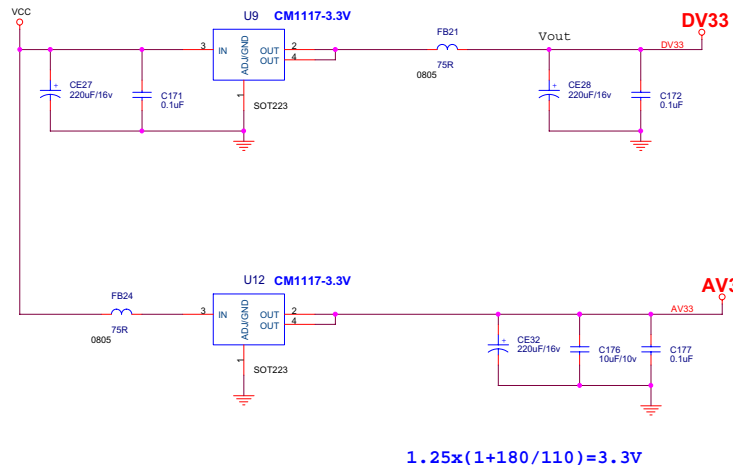 VCC
U9 CM1117-3.3V
DV33
3 IN OUT 2
OUT 4
ADJ/GND
1
SOT223
FB21
75R
0805
Vout
DV33
CE27
220uF/16v
C171
0.1uF
CE28
220uF/16v
C172
0.1uF
U12 CM1117-3.3V
AV3
FB24
75R
0805
3 IN OUT 2
OUT 4
ADJ/GND
1
SOT223
AV33
CE32
220uF/16v
C176
10uF/10v
C177
0.1uF
1.25x(1+180/110)=3.3V